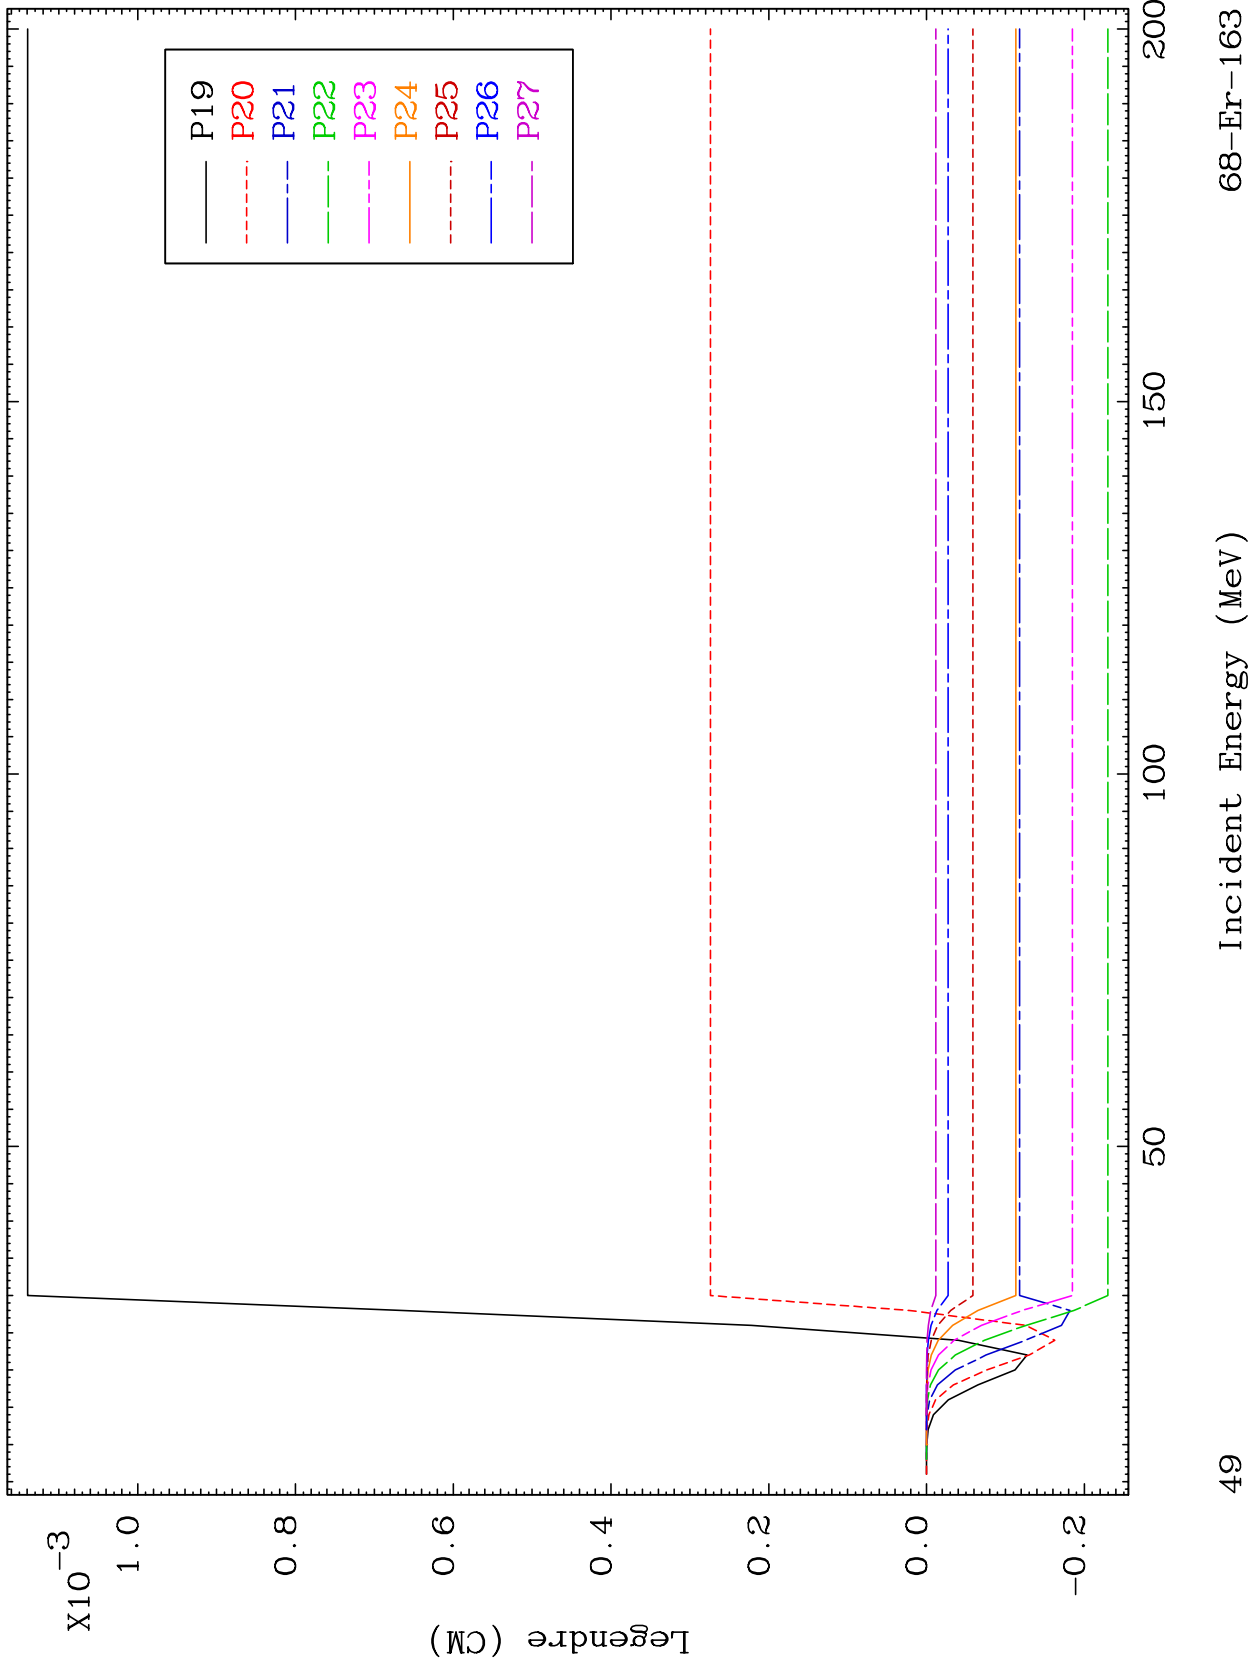 X10-3
1.0
0.8
0.6
0.4
0.2
0.0
-0.2
Legendre (CM)
P19
P20
P21
P22
P23
P24
P25
P26
P27
50
100
150
200
Incident Energy (MeV)
49
68-Er-163